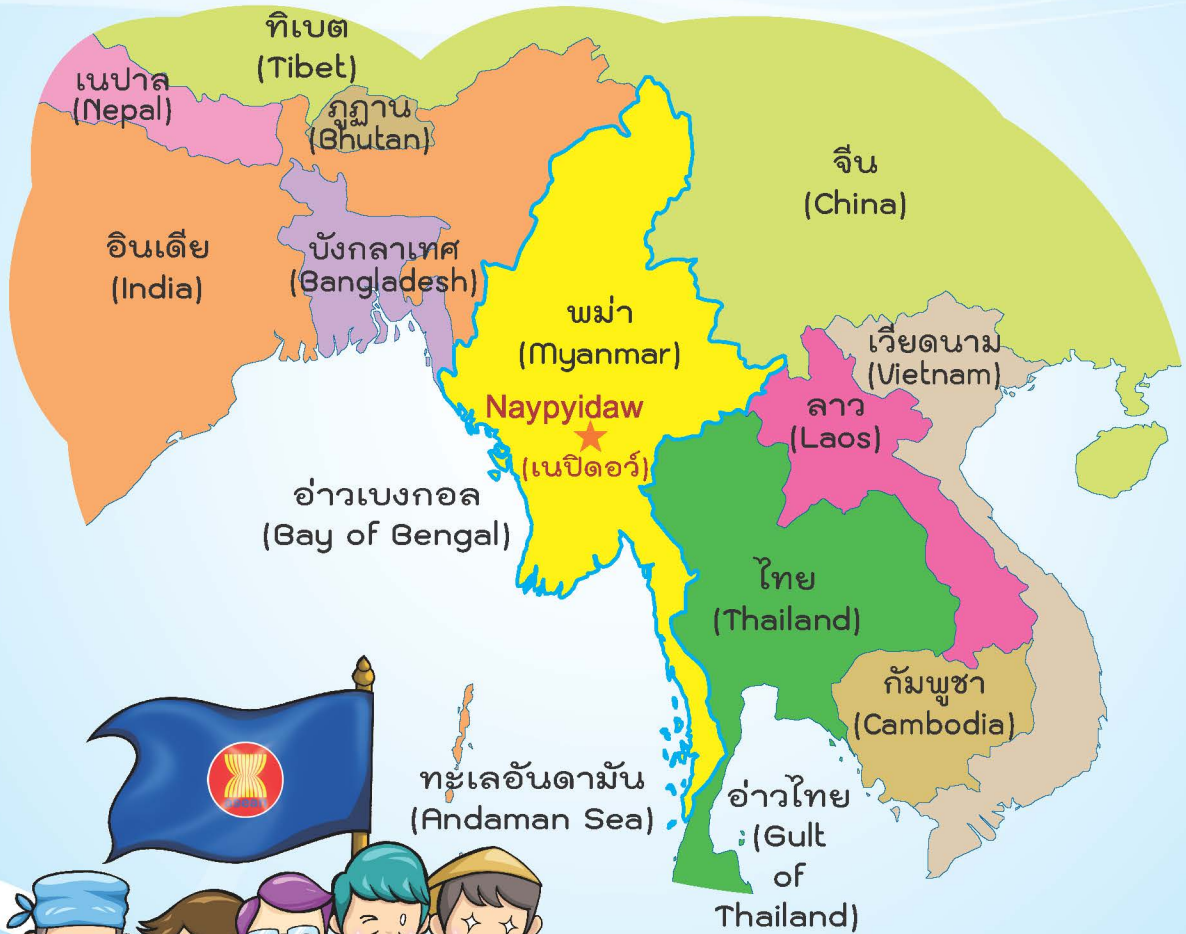 ทิเบต
(Tibet)
เนปาล
(Nepal)
ภูฏาน
(Bhutan)
จีน
(China)
อินเดีย
(India)
บังกลาเทศ
(Bangladesh)
พม่า
(Myanmar)
เวียดนาม
(Vietnam)
Naypyidaw
(เนปิดอว์)
ลาว
(Laos)
อ่าวเบงกอล
(Bay of Bengal)
ไทย
(Thailand)
กัมพูชา
(Cambodia)
ทะเลอันดามัน
(Andaman Sea)
อ่าวไทย
(Gult
of
Thailand)